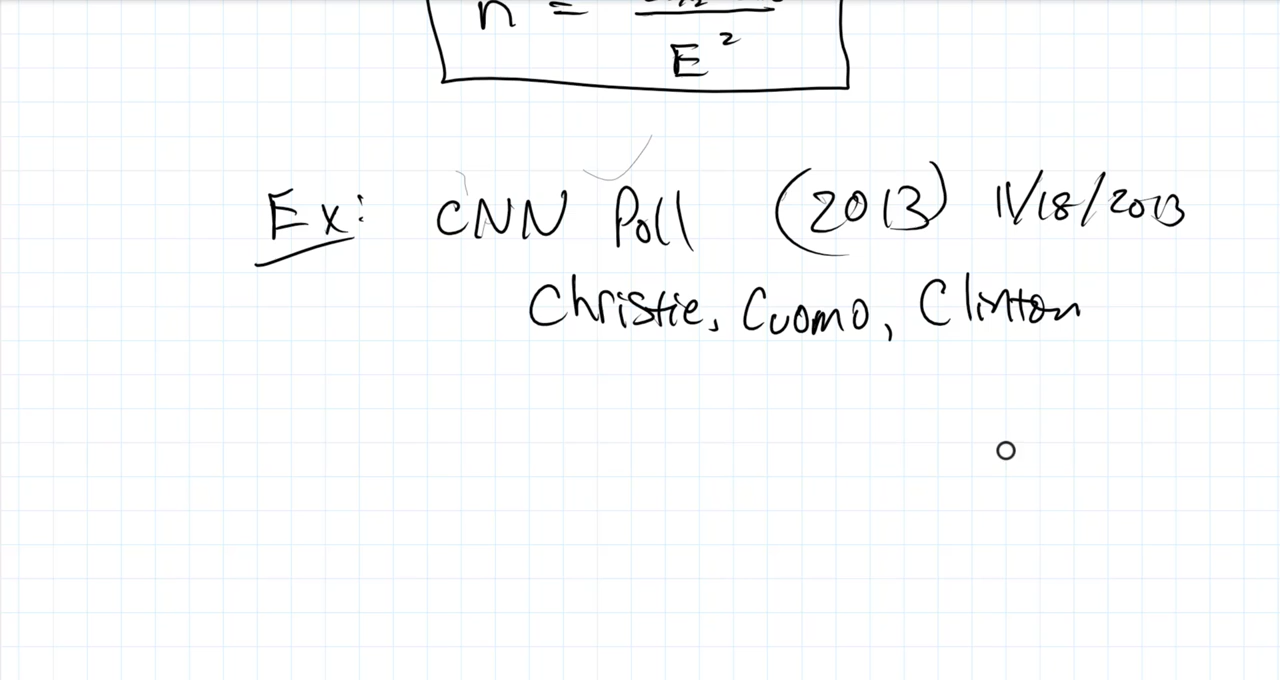 n =
E²
Ex: CNN Poll (2013) 11/18/2013
Christie, Cuomo, Clinton